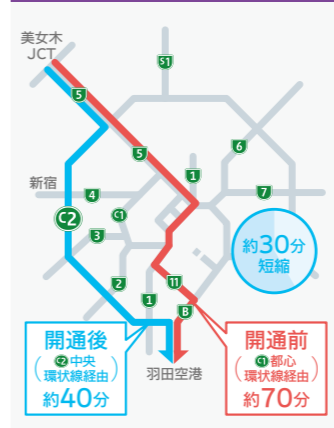 美女木
JCT
S1
5
5
6
1
7
新宿
4
C2
C1
3
約30分
短縮
2
11
1
B
開通後
(C2中央
環状線経由)
約40分
羽田空港
開通前
(C1都心
環状線経由)
約70分